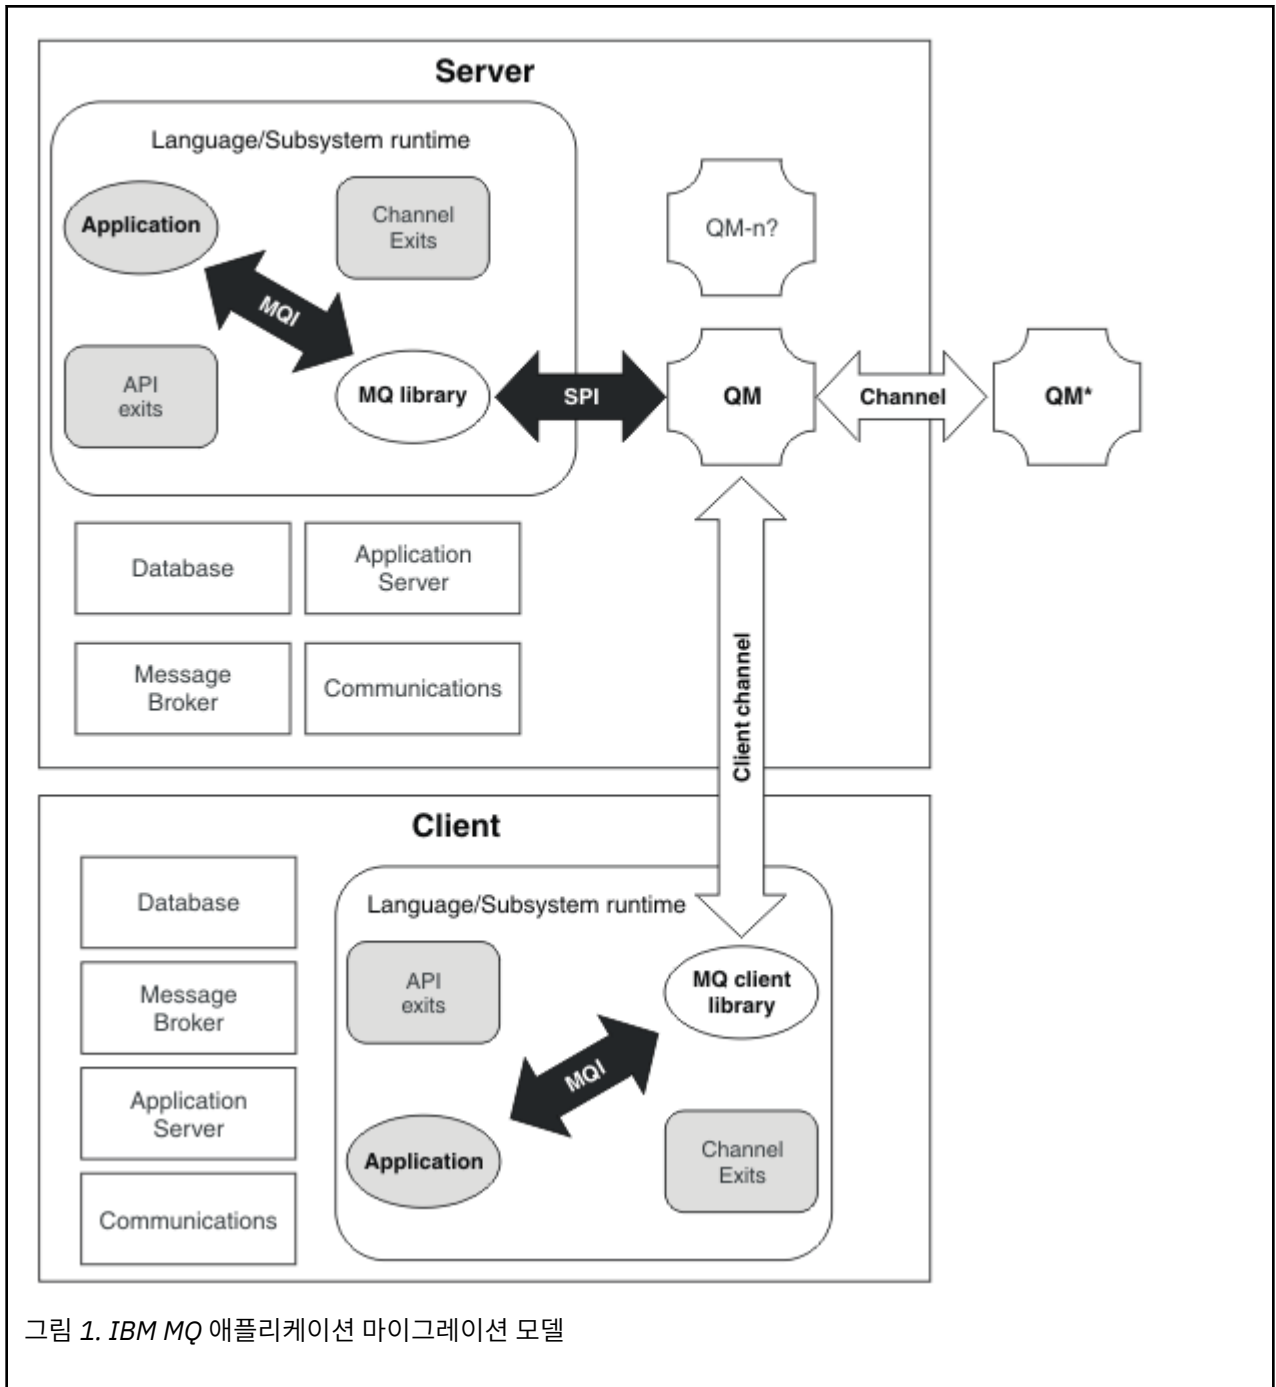 Server
Language/Subsystem runtime
Application
Channel
Exits
MQI
API
exits
MQ library
SPI
QM-n?
QM
Channel
QM*
Database
Application
Server
Message
Broker
Communications
Client channel
Client
Database
Message
Broker
Application
Server
Communications
Language/Subsystem runtime
API
exits
MQ client
library
MQI
Application
Channel
Exits
그림 1. IBM MQ 애플리케이션 마이그레이션 모델